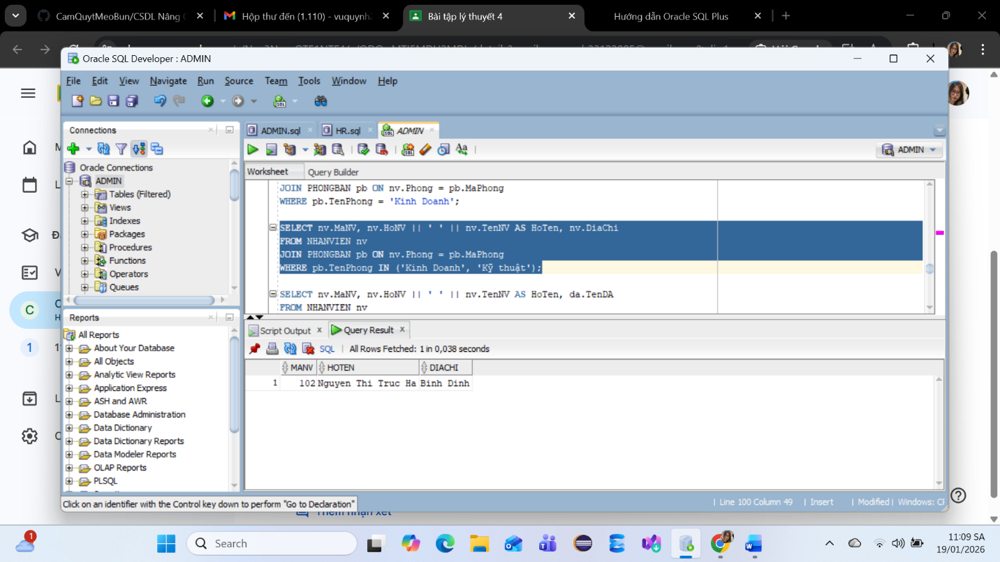 CamQuytMeoBun/CSDL Nâng C
Hộp thư đến (1.110) - vuquynh
Bài tập lý thuyết 4
Hướng dẫn Oracle SQL Plus
Oracle SQL Developer : ADMIN
File Edit View Navigate Run Source Team Tools Window Help
Connections
Oracle Connections
ADMIN
Tables (Filtered)
Views
Indexes
Packages
Procedures
Functions
Operators
Queues
Reports
All Reports
About Your Database
All Objects
Analytic View Reports
Application Express
ASH and AWR
Database Administration
Data Dictionary
Data Dictionary Reports
Data Modeler Reports
OLAP Reports
PLSQL
ADMIN.sql
HR.sql
ADMIN
ADMIN
Worksheet Query Builder
JOIN PHONGBAN pb ON nv.Phong = pb.MaPhong
WHERE pb.TenPhong = 'Kinh Doanh';
SELECT nv.MaNV, nv.HoNV || ' ' || nv.TenNV AS HoTen, nv.DiaChi
FROM NHANVIEN nv
JOIN PHONGBAN pb ON nv.Phong = pb.MaPhong
WHERE pb.TenPhong IN ('Kinh Doanh', 'Kỹ thuật');
SELECT nv.MaNV, nv.HoNV || ' ' || nv.TenNV AS HoTen, da.TenDA
FROM NHANVIEN nv
Script Output
Query Result
SQL | All Rows Fetched: 1 in 0,038 seconds
MANV HOTEN DIACHI
1 102 Nguyen Thi Truc Ha Binh Dinh
Click on an identifier with the Control key down to perform "Go to Declaration"
| Line 100 Column 49 | Insert | Modified | Windows: CF
Thêm nhận xét
C
1
1
Search
11:09 SA
19/01/2026